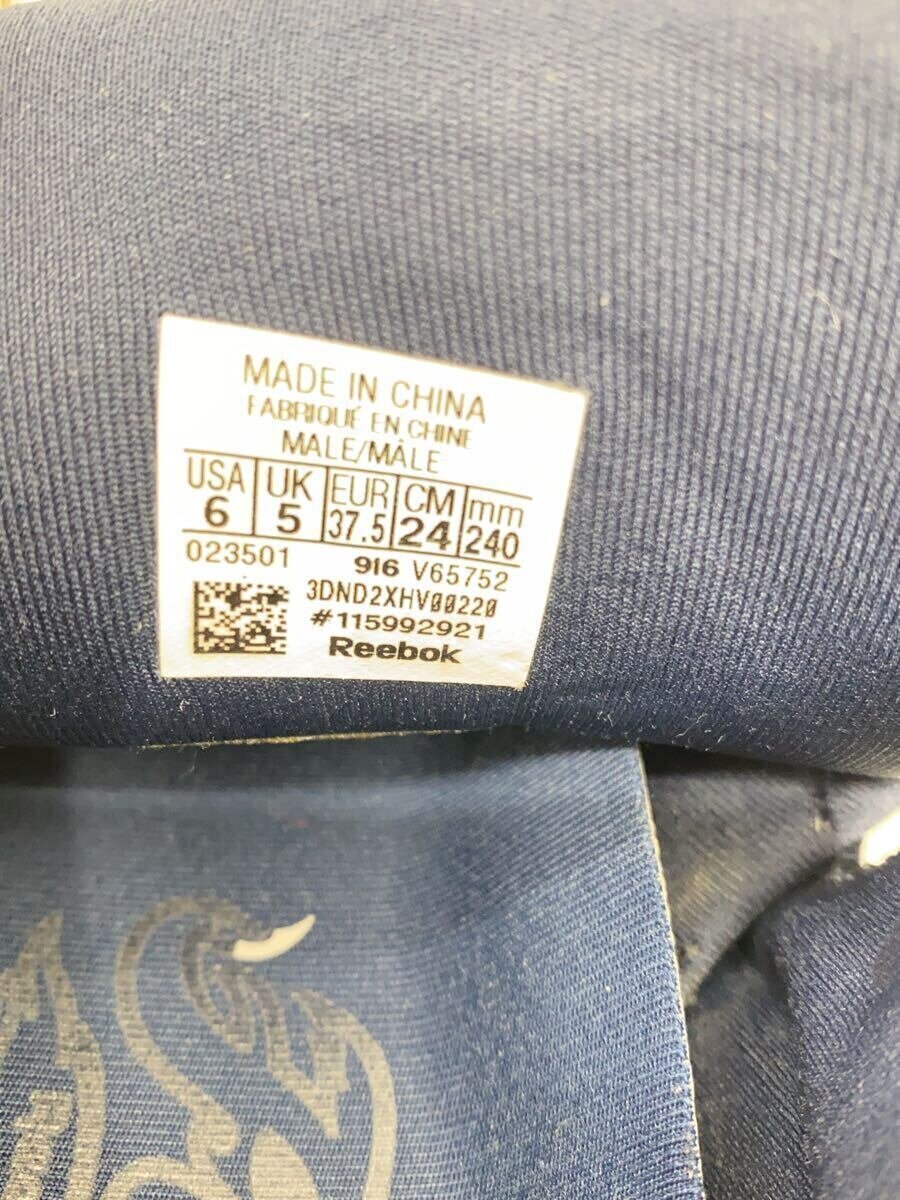 MADE IN CHINA
FABRIQUÉ EN CHINE
MALE/MÂLE
USA UK EUR CM mm
6 5 37.5 24 240
023501 916 V65752
3DND2XHV00220
#115992921
Reebok